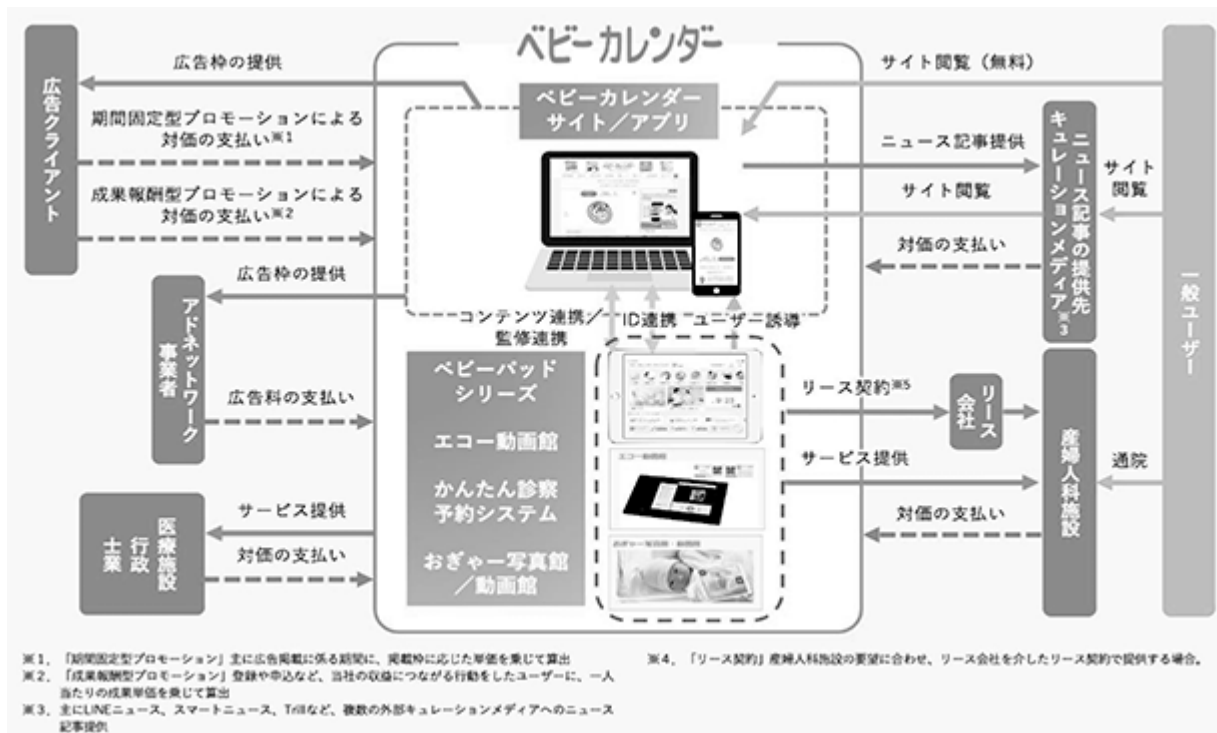 ベビーカレンダー
ベビーカレンダー
サイト／アプリ
広告クライアント
広告枠の提供
期間固定型プロモーションによる
対価の支払い※1
成果報酬型プロモーションによる
対価の支払い※2
広告枠の提供
アドネットワーク
事業者
広告料の支払い
医療施設
行政
士業
サービス提供
対価の支払い
コンテンツ連携／
監修連携
ID連携
ユーザー誘導
ベビーパッド
シリーズ
エコー動画館
かんたん診察
予約システム
おぎゃー写真館
／動画館
エコー動画館
おぎゃー写真館・動画館
サイト閲覧（無料）
ニュース記事提供
サイト閲覧
対価の支払い
ニュース記事の提供先
キュレーションメディア※3
サイト
閲覧
一般ユーザー
リース契約※5
リース
会社
サービス提供
対価の支払い
産婦人科施設
通院
※1．「期間固定型プロモーション」主に広告掲載に係る期間に、掲載枠に応じた単価を乗じて算出
※2．「成果報酬型プロモーション」登録や申込など、当社の収益につながる行動をしたユーザーに、一人
当たりの成果単価を乗じて算出
※3．主にLINEニュース、スマートニュース、Trillなど、複数の外部キュレーションメディアへのニュース
記事提供
※4．「リース契約」産婦人科施設の要望に合わせ、リース会社を介したリース契約で提供する場合。